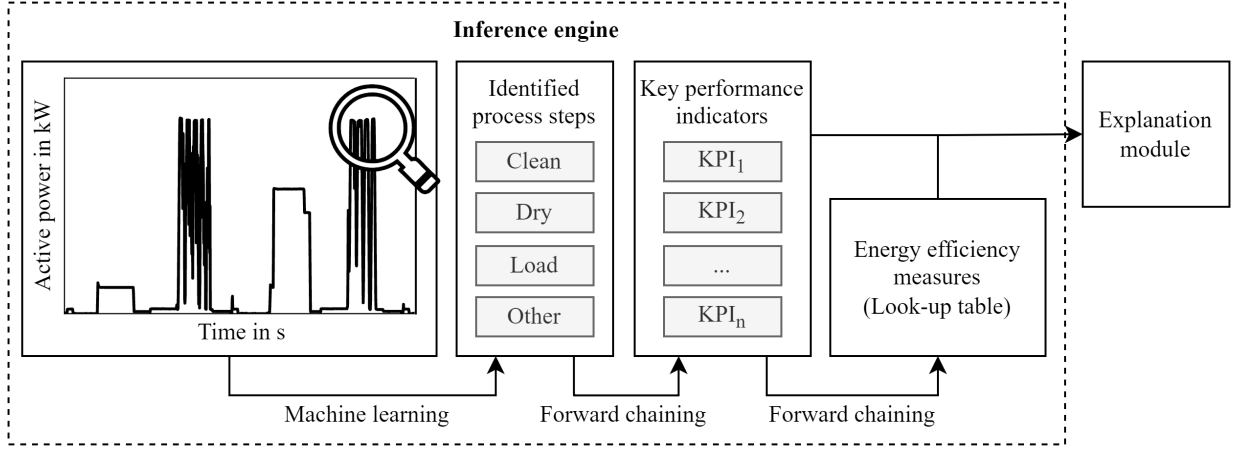 Inference engine
Active power in kW
Time in s
Identified
process steps
Clean
Dry
Load
Other
Key performance
indicators
KPI1
KPI2
...
KPIn
Energy efficiency
measures
(Look-up table)
Explanation
module
Machine learning
Forward chaining
Forward chaining